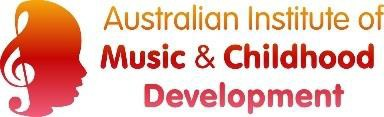 Australian Institute of
Music & Childhood
Development